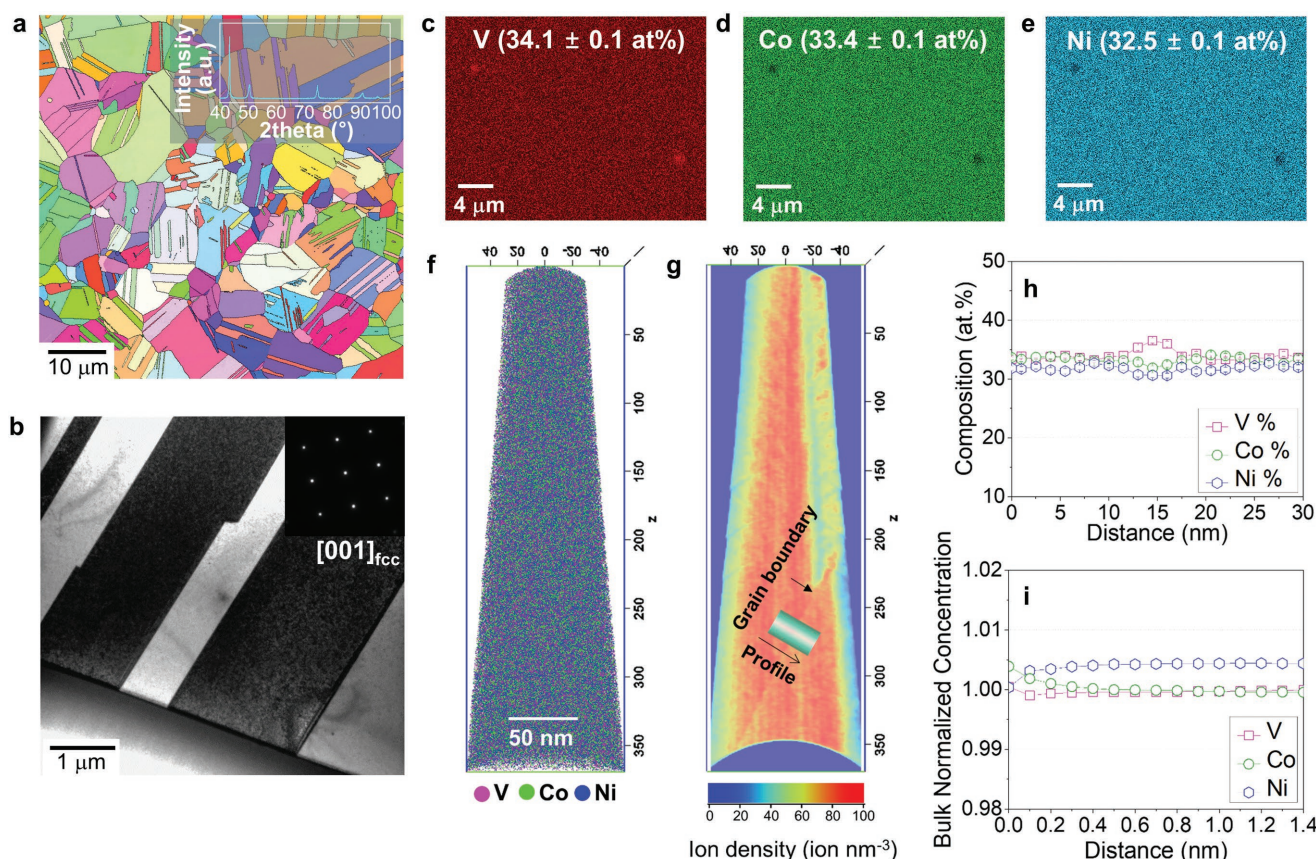 a
Intensity
(a.u.)
40 50 60 70 80 90 100
2theta (°)
10 μm
b
[001]fcc
1 μm
c
V (34.1 ± 0.1 at%)
4 μm
d
Co (33.4 ± 0.1 at%)
4 μm
e
Ni (32.5 ± 0.1 at%)
4 μm
f
40 20 0 -20 -40
50
100
150
200
250
300
350
z
50 nm
V Co Ni
g
40 20 0 -20 -40
50
100
150
200
250
300
350
z
Grain boundary
Profile
0 20 40 60 80 100
Ion density (ion nm-3)
h
Composition (at.%)
50
40
30
20
10
V %
Co %
Ni %
0 5 10 15 20 25 30
Distance (nm)
i
Bulk Normalized Concentration
1.02
1.01
1.00
0.99
0.98
V
Co
Ni
0.0 0.2 0.4 0.6 0.8 1.0 1.2 1.4
Distance (nm)